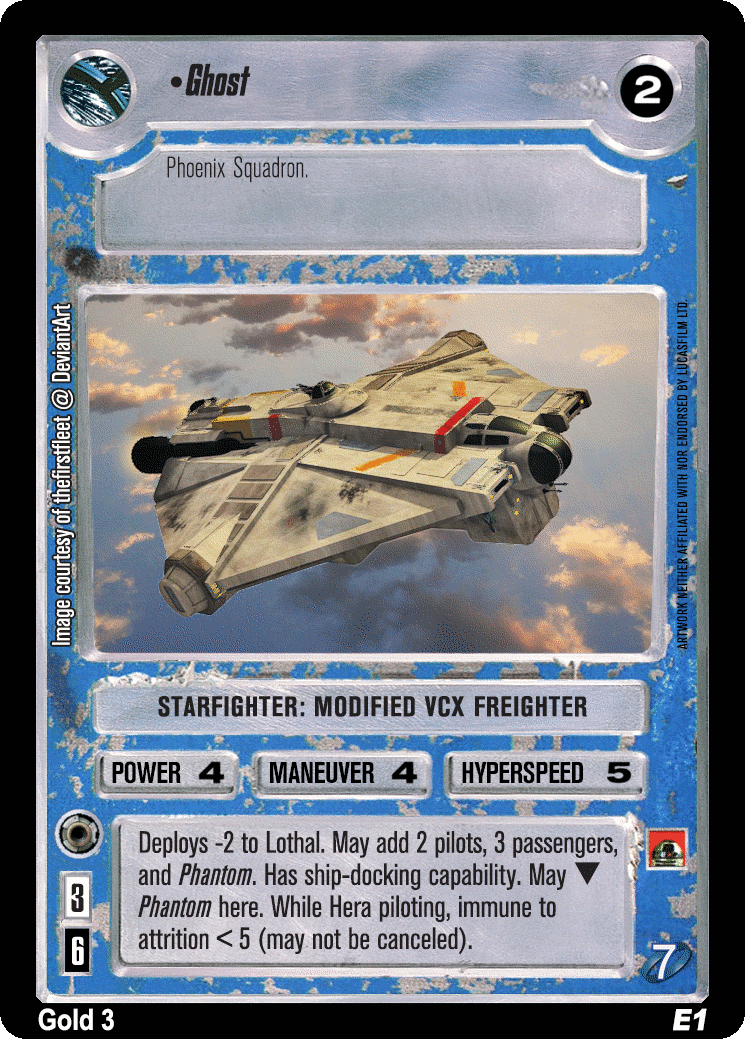 •Ghost
2
Phoenix Squadron.
Image courtesy of thefirstfleet @ DeviantArt
ARTWORK NEITHER AFFILIATED WITH NOR ENDORSED BY LUCASFILM LTD.
STARFIGHTER: MODIFIED VCX FREIGHTER
POWER 4 MANEUVER 4 HYPERSPEED 5
Deploys -2 to Lothal. May add 2 pilots, 3 passengers,
and Phantom. Has ship-docking capability. May ▼
Phantom here. While Hera piloting, immune to
attrition < 5 (may not be canceled).
3
6
7
Gold 3
E1